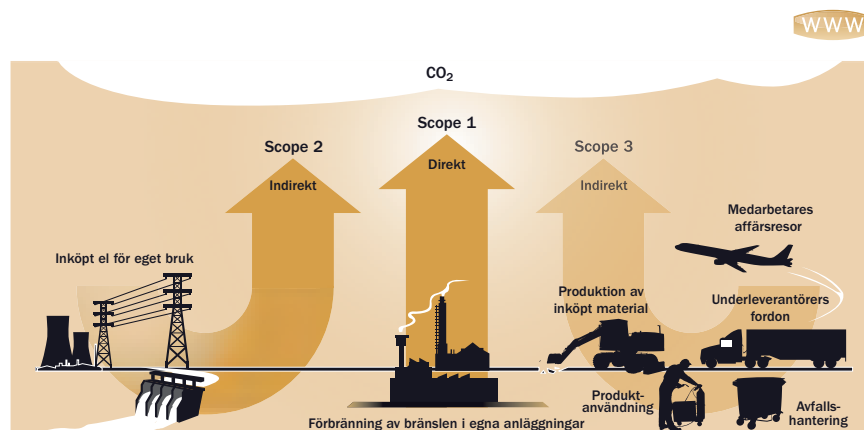 WWW
CO₂
Scope 1
Direkt
Scope 2
Indirekt
Scope 3
Indirekt
Inköpt el för eget bruk
Medarbetares
affärsresor
Produktion av
inköpt material
Underleverantörers
fordon
Produkt-
användning
Avfalls-
hantering
Förbränning av bränslen i egna anläggningar